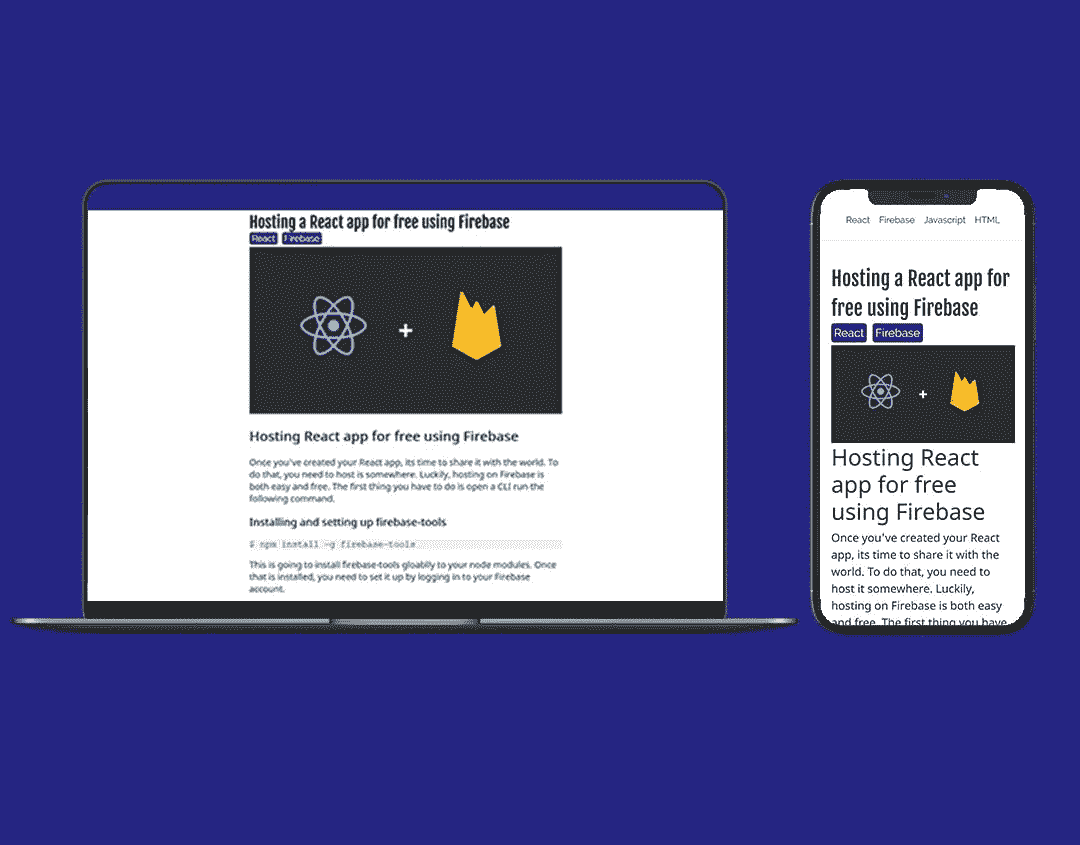 Hosting a React app for free using Firebase
React Firebase
+
Hosting React app for free using Firebase
Once you've created your React app, its time to share it with the world. To
do that, you need to host is somewhere. Luckily, hosting on Firebase is
both easy and free. The first thing you have to do is open a CLI run the
following command.
Installing and setting up firebase-tools
$ npm install -g firebase-tools
This is going to install firebase-tools gloablly to your node modules. Once
that is installed, you need to set it up by logging in to your Firebase
account.
React Firebase Javascript HTML
Hosting a React app for
free using Firebase
React Firebase
+
Hosting React
app for free
using Firebase
Once you've created your React
app, its time to share it with the
world. To do that, you need to
host it somewhere. Luckily,
hosting on Firebase is both easy
and free. The first thing you have